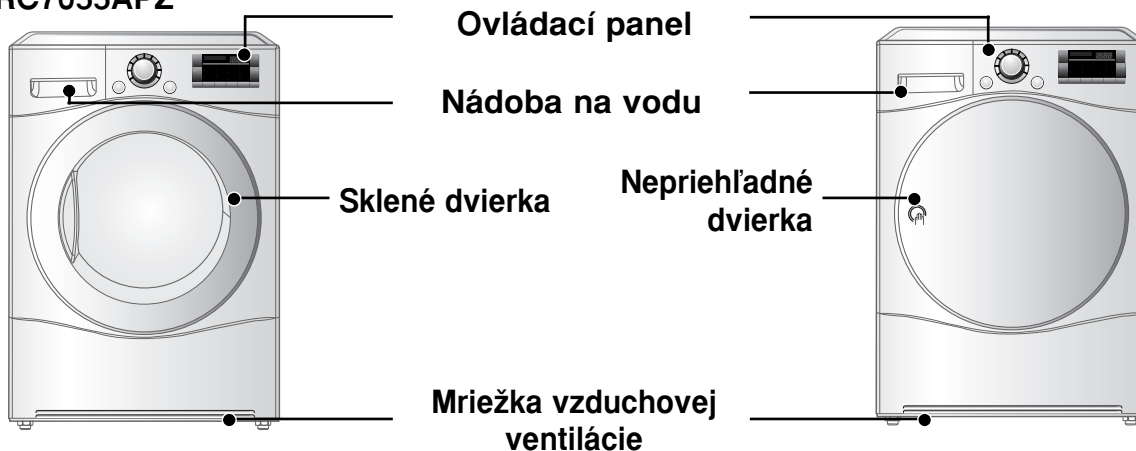 Ovládací panel
Nádoba na vodu
Sklené dvierka
Nepriehľadné
dvierka
Mriežka vzduchovej
ventilácie